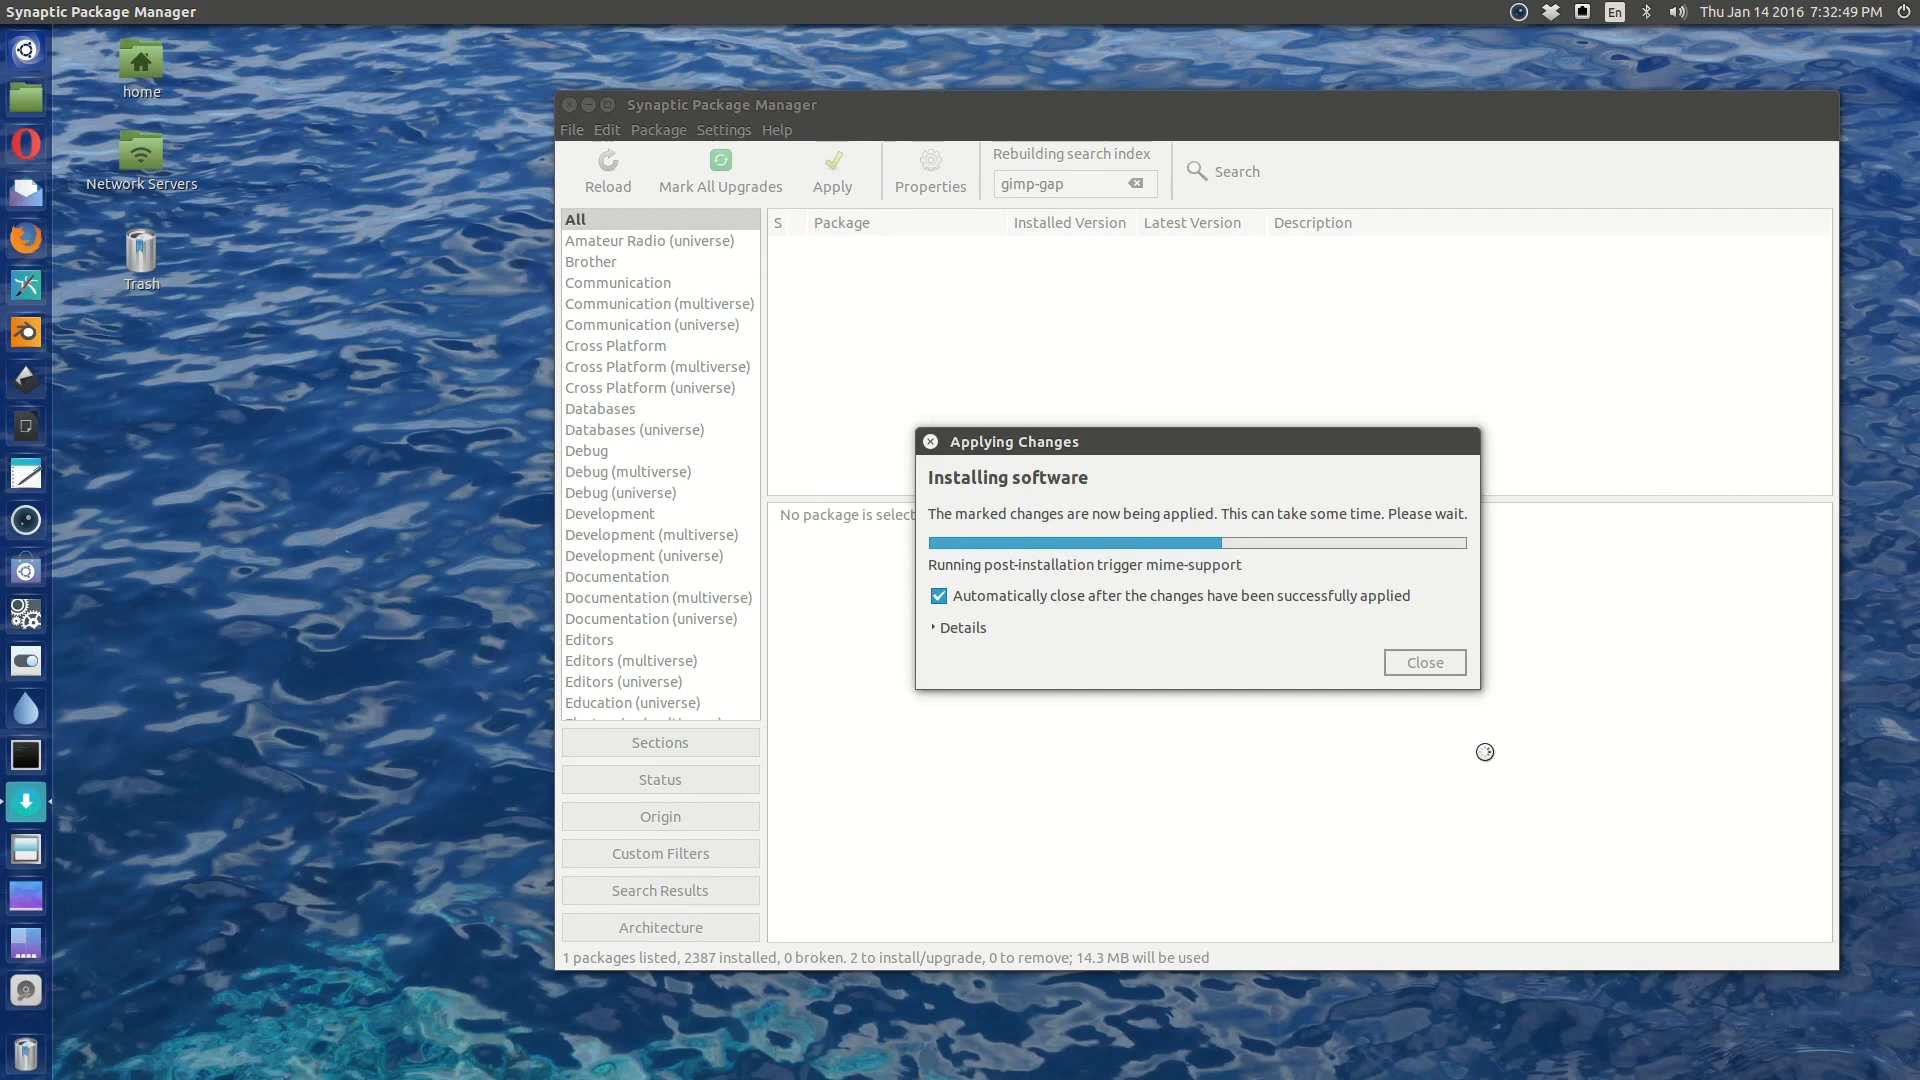 Synaptic Package Manager
En
Thu Jan 14 2016 7:32:49 PM
home
Network Servers
Trash
Synaptic Package Manager
File Edit Package Settings Help
Reload
Mark All Upgrades
Apply
Properties
Rebuilding search index
gimp-gap
Search
All
Amateur Radio (universe)
Brother
Communication
Communication (multiverse)
Communication (universe)
Cross Platform
Cross Platform (multiverse)
Cross Platform (universe)
Databases
Databases (universe)
Debug
Debug (multiverse)
Debug (universe)
Development
Development (multiverse)
Development (universe)
Documentation
Documentation (multiverse)
Documentation (universe)
Editors
Editors (multiverse)
Editors (universe)
Education (universe)
Sections
Status
Origin
Custom Filters
Search Results
Architecture
S Package Installed Version Latest Version Description
No package is select
Applying Changes
Installing software
The marked changes are now being applied. This can take some time. Please wait.
Running post-installation trigger mime-support
Automatically close after the changes have been successfully applied
Details
Close
1 packages listed, 2387 installed, 0 broken. 2 to install/upgrade, 0 to remove; 14.3 MB will be used